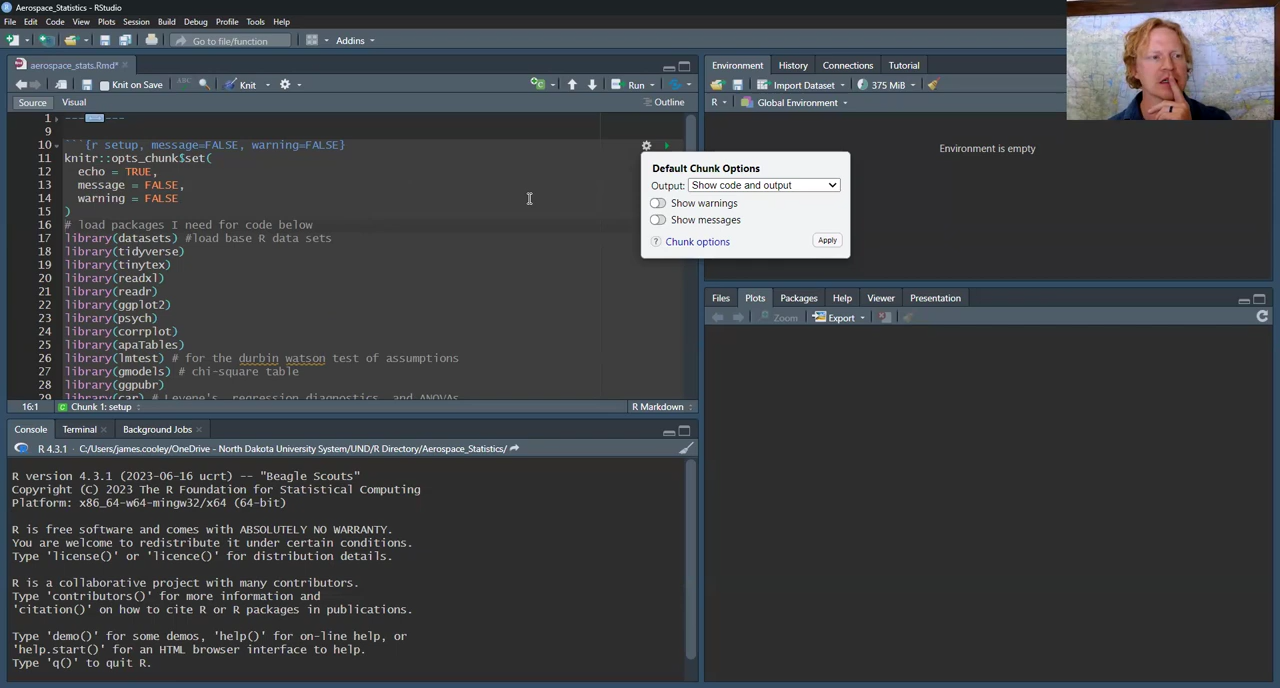 Aerospace_Statistics - RStudio
File Edit Code View Plots Session Build Debug Profile Tools Help
Go to file/function
Addins
aerospace_stats.Rmd*
Knit on Save
Knit
Run
Source Visual
Outline
1 --- ---
9
10 ```{r setup, message=FALSE, warning=FALSE}
11 knitr::opts_chunk$set(
12 echo = TRUE,
13 message = FALSE,
14 warning = FALSE
15 )
16 # load packages I need for code below
17 library(datasets) #load base R data sets
18 library(tidyverse)
19 library(tinytex)
20 library(readxl)
21 library(readr)
22 library(ggplot2)
23 library(psych)
24 library(corrplot)
25 library(apaTables)
26 library(lmtest) # for the durbin watson test of assumptions
27 library(gmodels) # chi-square table
28 library(ggpubr)
29 library(car) # Levene's, regression diagnostics, and ANOVAs
16:1 Chunk 1: setup
R Markdown
Default Chunk Options
Output: Show code and output
Show warnings
Show messages
? Chunk options
Apply
Console Terminal Background Jobs
R 4.3.1 · C:/Users/james.cooley/OneDrive - North Dakota University System/UND/R Directory/Aerospace_Statistics/
R version 4.3.1 (2023-06-16 ucrt) -- "Beagle Scouts"
Copyright (C) 2023 The R Foundation for Statistical Computing
Platform: x86_64-w64-mingw32/x64 (64-bit)
R is free software and comes with ABSOLUTELY NO WARRANTY.
You are welcome to redistribute it under certain conditions.
Type 'license()' or 'licence()' for distribution details.
R is a collaborative project with many contributors.
Type 'contributors()' for more information and
'citation()' on how to cite R or R packages in publications.
Type 'demo()' for some demos, 'help()' for on-line help, or
'help.start()' for an HTML browser interface to help.
Type 'q()' to quit R.
Environment History Connections Tutorial
Import Dataset 375 MiB
R Global Environment
Environment is empty
Files Plots Packages Help Viewer Presentation
Zoom Export